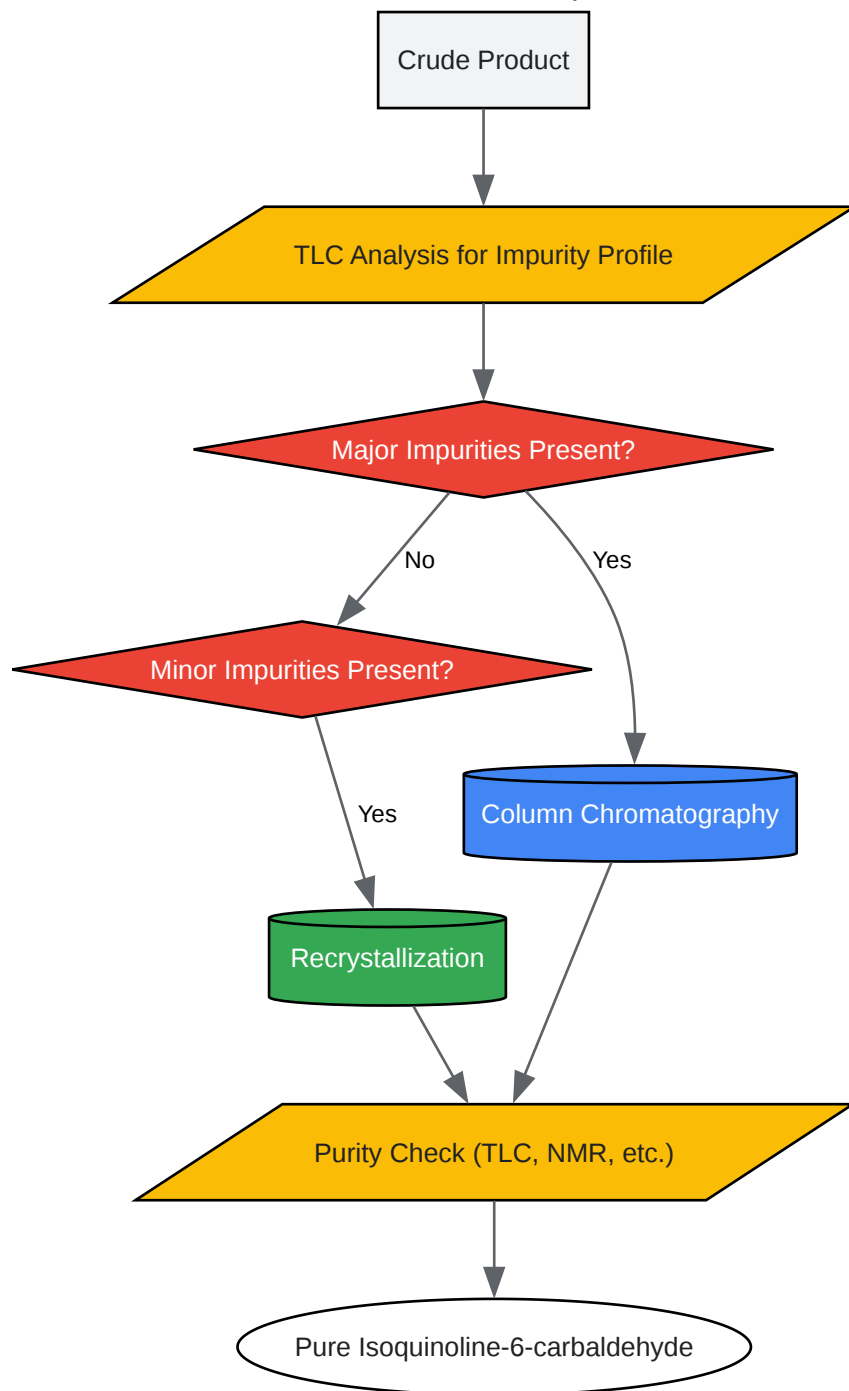 Crude Product
TLC Analysis for Impurity Profile
Major Impurities Present?
No
Yes
Minor Impurities Present?
Column Chromatography
Yes
Recrystallization
Purity Check (TLC, NMR, etc.)
Pure Isoquinoline-6-carbaldehyde